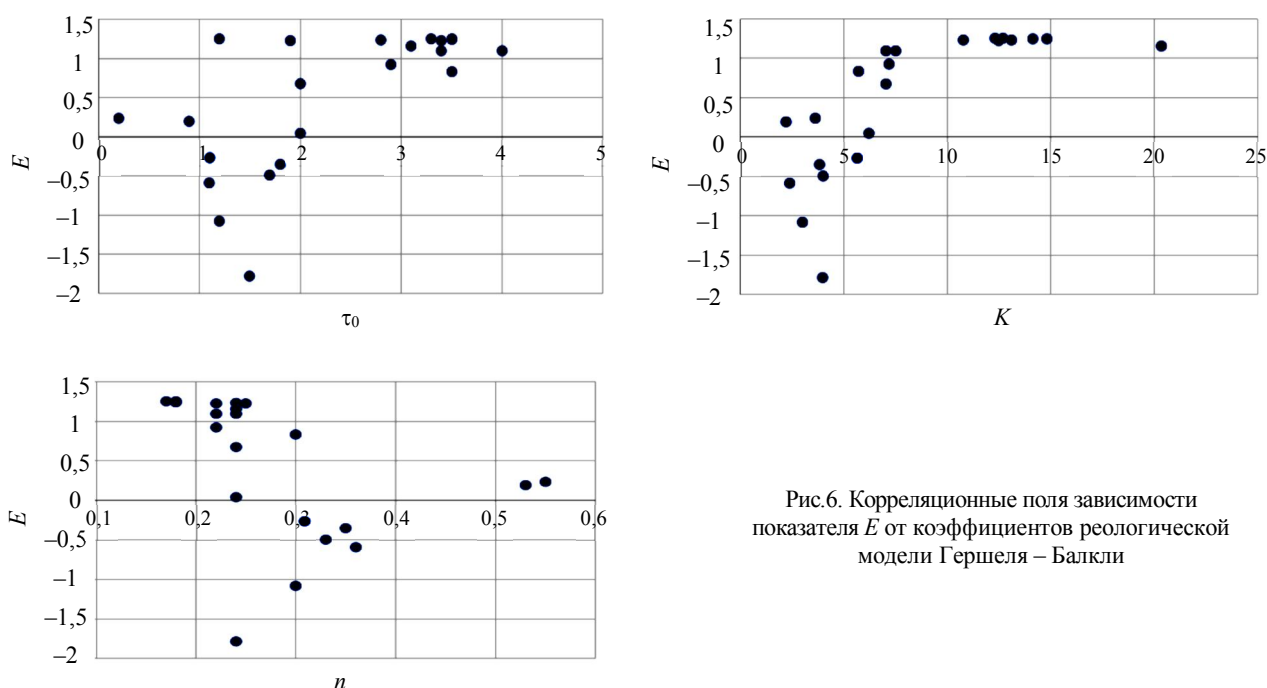 1,5
1
0,5
0
–0,5
–1
–1,5
–2
E
0 1 2 3 4 5
τ0
1,5
1
0,5
0
–0,5
–1
–1,5
–2
E
0 5 10 15 20 25
K
1,5
1
0,5
0
–0,5
–1
–1,5
–2
E
0,1 0,2 0,3 0,4 0,5 0,6
n
Рис.6. Корреляционные поля зависимости
показателя E от коэффициентов реологической
модели Гершеля – Балкли